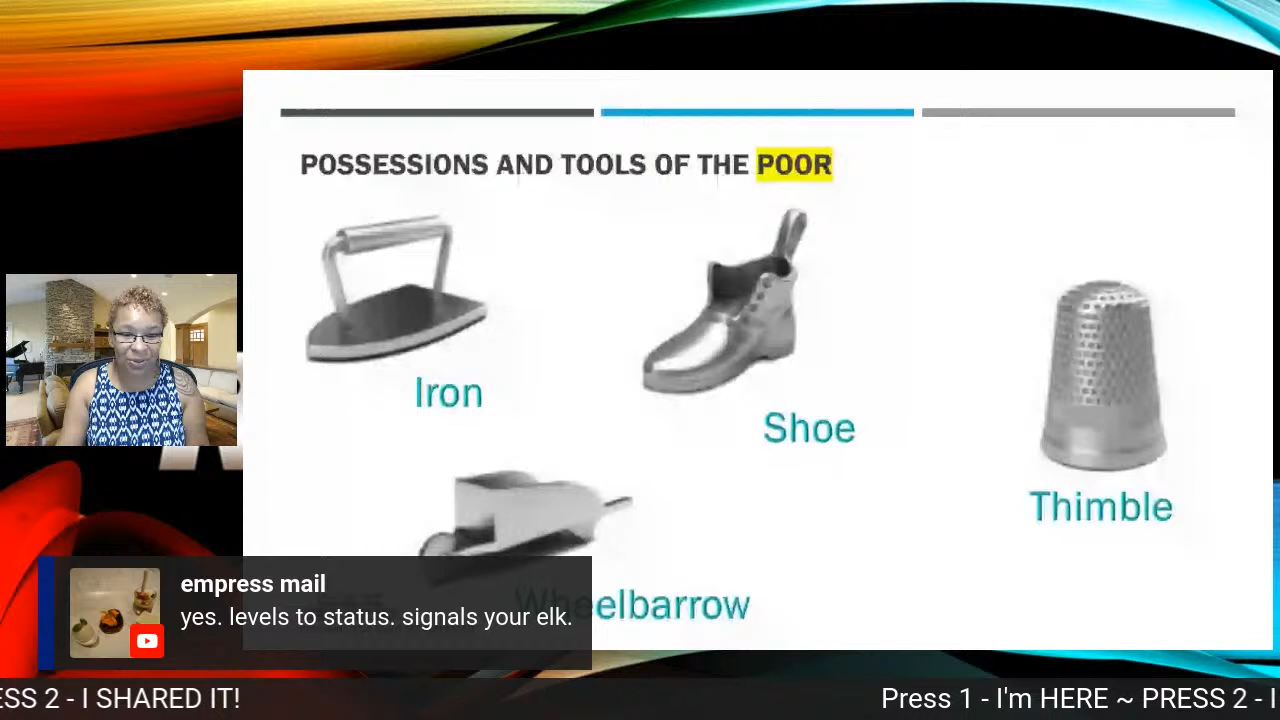 POSSESSIONS AND TOOLS OF THE POOR
Iron
Shoe
Thimble
Wheelbarrow
empress mail
yes. levels to status. signals your elk.
ESS 2 - I SHARED IT!
Press 1 - I'm HERE ~ PRESS 2 - I